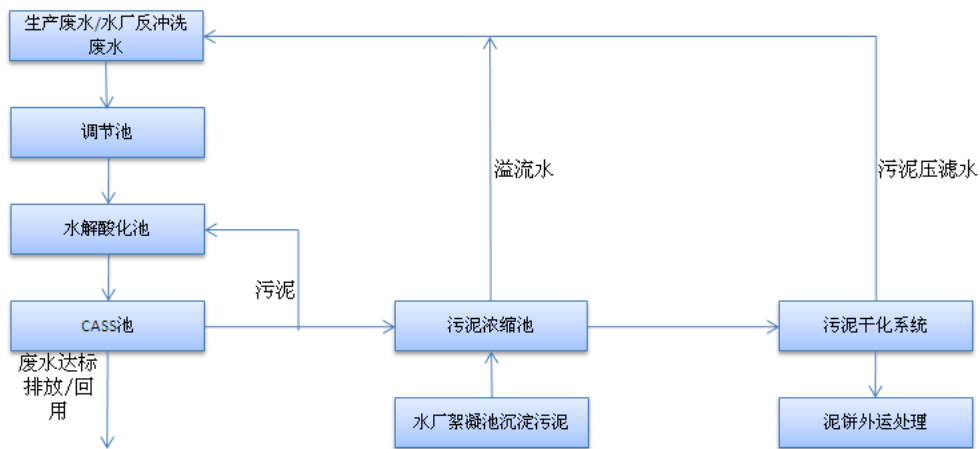 生产废水/水厂反冲洗
废水
调节池
溢流水
污泥压滤水
水解酸化池
污泥
CASS池
污泥浓缩池
污泥干化系统
废水达标
排放/回
用
水厂絮凝池沉淀污泥
泥饼外运处理